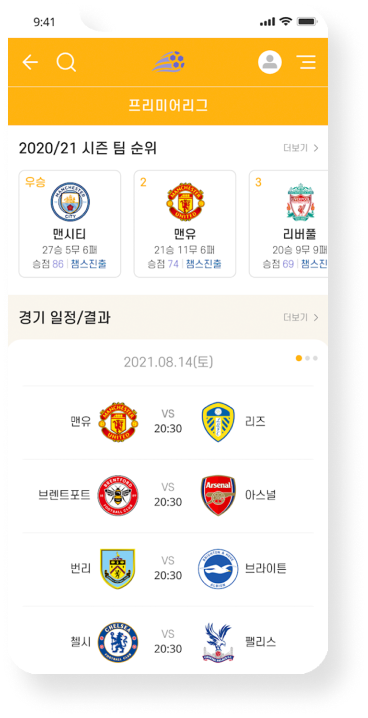 9:41
프리미어리그
2020/21 시즌 팀 순위 더보기 >
우승
맨시티
27승 5무 6패
승점 86 | 챔스진출
2
맨유
21승 11무 6패
승점 74 | 챔스진출
3
리버풀
20승 9무 9패
승점 69 | 챔스진
경기 일정/결과 더보기 >
2021.08.14(토)
맨유 VS 리즈
20:30
브렌트포트 VS 아스널
20:30
번리 VS 브라이튼
20:30
첼시 VS 팰리스
20:30
MANCHESTER
CITY
MANCHESTER
UNITED
MANCHESTER
UNITED
BRENTFORD
FOOTBALL CLUB
Arsenal
CHELSEA
FOOTBALL CLUB